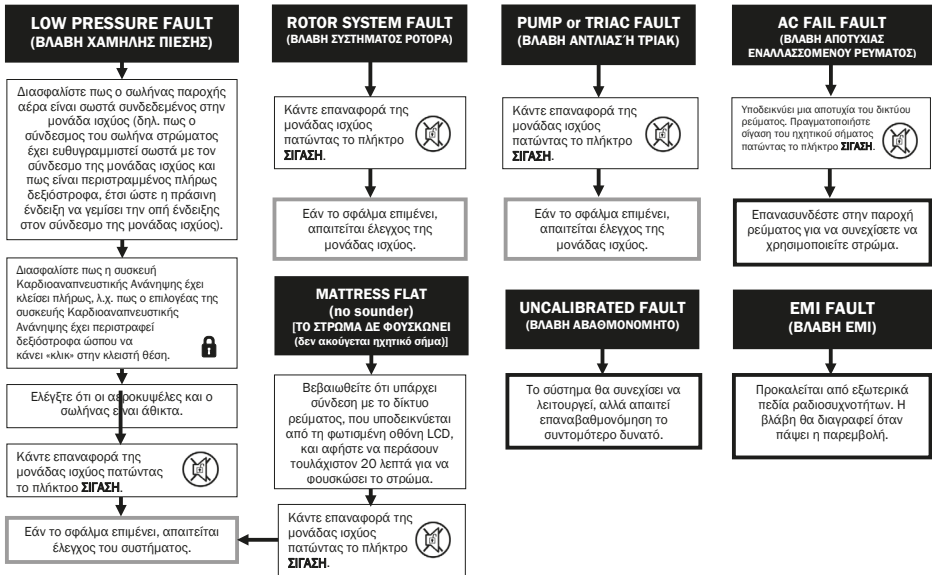 LOW PRESSURE FAULT
(ΒΛΑΒΗ ΧΑΜΗΛΗΣ ΠΙΕΣΗΣ)
Διασφαλίστε πως ο σωλήνας παροχής
αέρα είναι σωστά συνδεδεμένος στην
μονάδα ισχύος (δηλ. πως ο
σύνδεσμος του σωλήνα στρώματος
έχει ευθυγραμμιστεί σωστά με τον
σύνδεσμο της μονάδας ισχύος και
πως είναι περιστραμμένος πλήρως
δεξιόστροφα, έτσι ώστε η πράσινη
ένδειξη να γεμίσει την οπή ένδειξης
στον σύνδεσμο της μονάδας ισχύος).
Διασφαλίστε πως η συσκευή
Καρδιοαναπνευστικής Ανάνηψης έχει
κλείσει πλήρως, λ.χ. πως ο επιλογέας της
συσκευής Καρδιοαναπνευστικής
Ανάνηψης έχει περιστραφεί
δεξιόστροφα ώσπου να
κάνει «κλικ» στην κλειστή θέση.
Ελέγξτε ότι οι αεροκυψέλες και ο
σωλήνας είναι άθικτα.
Κάντε επαναφορά της
μονάδας ισχύος πατώντας
το πλήκτρο ΣΙΓΑΣΗ.
Εάν το σφάλμα επιμένει, απαιτείται
έλεγχος του συστήματος.
ROTOR SYSTEM FAULT
(ΒΛΑΒΗ ΣΥΣΤΗΜΑΤΟΣ ΡΟΤΟΡΑ)
Κάντε επαναφορά της
μονάδας ισχύος
πατώντας το πλήκτρο
ΣΙΓΑΣΗ.
Εάν το σφάλμα επιμένει,
απαιτείται έλεγχος της
μονάδας ισχύος.
MATTRESS FLAT
(no sounder)
[ΤΟ ΣΤΡΩΜΑ ΔΕ ΦΟΥΣΚΩΝΕΙ
(δεν ακούγεται ηχητικό σήμα)]
Βεβαιωθείτε ότι υπάρχει
σύνδεση με το δίκτυο
ρεύματος, που υποδεικνύεται
από τη φωτισμένη οθόνη LCD,
και αφήστε να περάσουν
τουλάχιστον 20 λεπτά για να
φουσκώσει το στρώμα.
Κάντε επαναφορά της
μονάδας ισχύος
πατώντας το πλήκτρο
ΣΙΓΑΣΗ.
PUMP or TRIAC FAULT
(ΒΛΑΒΗ ΑΝΤΛΙΑΣ Ή ΤΡΙΑΚ)
Κάντε επαναφορά της
μονάδας ισχύος
πατώντας το πλήκτρο
ΣΙΓΑΣΗ.
Εάν το σφάλμα επιμένει,
απαιτείται έλεγχος της
μονάδας ισχύος.
UNCALIBRATED FAULT
(ΒΛΑΒΗ ΑΒΑΘΜΟΝΟΜΗΤΟ)
Το σύστημα θα συνεχίσει να
λειτουργεί, αλλά απαιτεί
επαναβαθμονόμηση το
συντομότερο δυνατό.
AC FAIL FAULT
(ΒΛΑΒΗ ΑΠΟΤΥΧΙΑΣ
ΕΝΑΛΛΑΣΣΟΜΕΝΟΥ ΡΕΥΜΑΤΟΣ)
Υποδεικνύει μια αποτυχία του δικτύου
ρεύματος. Πραγματοποιήστε
σίγαση του ηχητικού σήματος
πατώντας το πλήκτρο ΣΙΓΑΣΗ.
Επανασυνδέστε στην παροχή
ρεύματος για να συνεχίσετε να
χρησιμοποιείτε στρώμα.
EMI FAULT
(ΒΛΑΒΗ EMI)
Προκαλείται από εξωτερικά
πεδία ραδιοσυχνοτήτων. Η
βλάβη θα διαγραφεί όταν
πάψει η παρεμβολή.